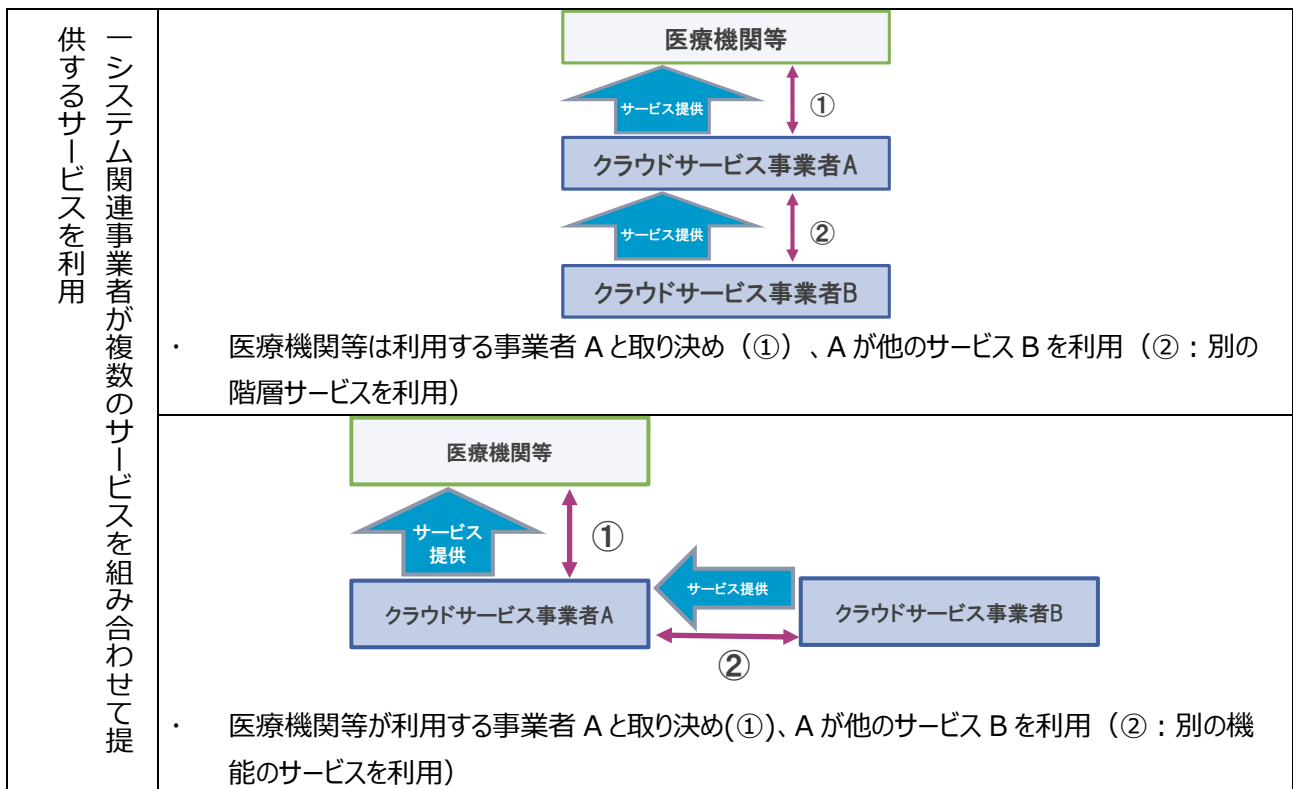 一システム関連事業者が複数のサービスを組み合わせて提
供するサービスを利用
医療機関等
サービス提供
①
クラウドサービス事業者A
サービス提供
②
クラウドサービス事業者B
・ 医療機関等は利用する事業者 A と取り決め（①）、A が他のサービス B を利用（②：別の
階層サービスを利用）
医療機関等
サービス
提供
①
クラウドサービス事業者A
サービス提供
クラウドサービス事業者B
②
・ 医療機関等が利用する事業者 A と取り決め(①)、A が他のサービス B を利用（②：別の機
能のサービスを利用）